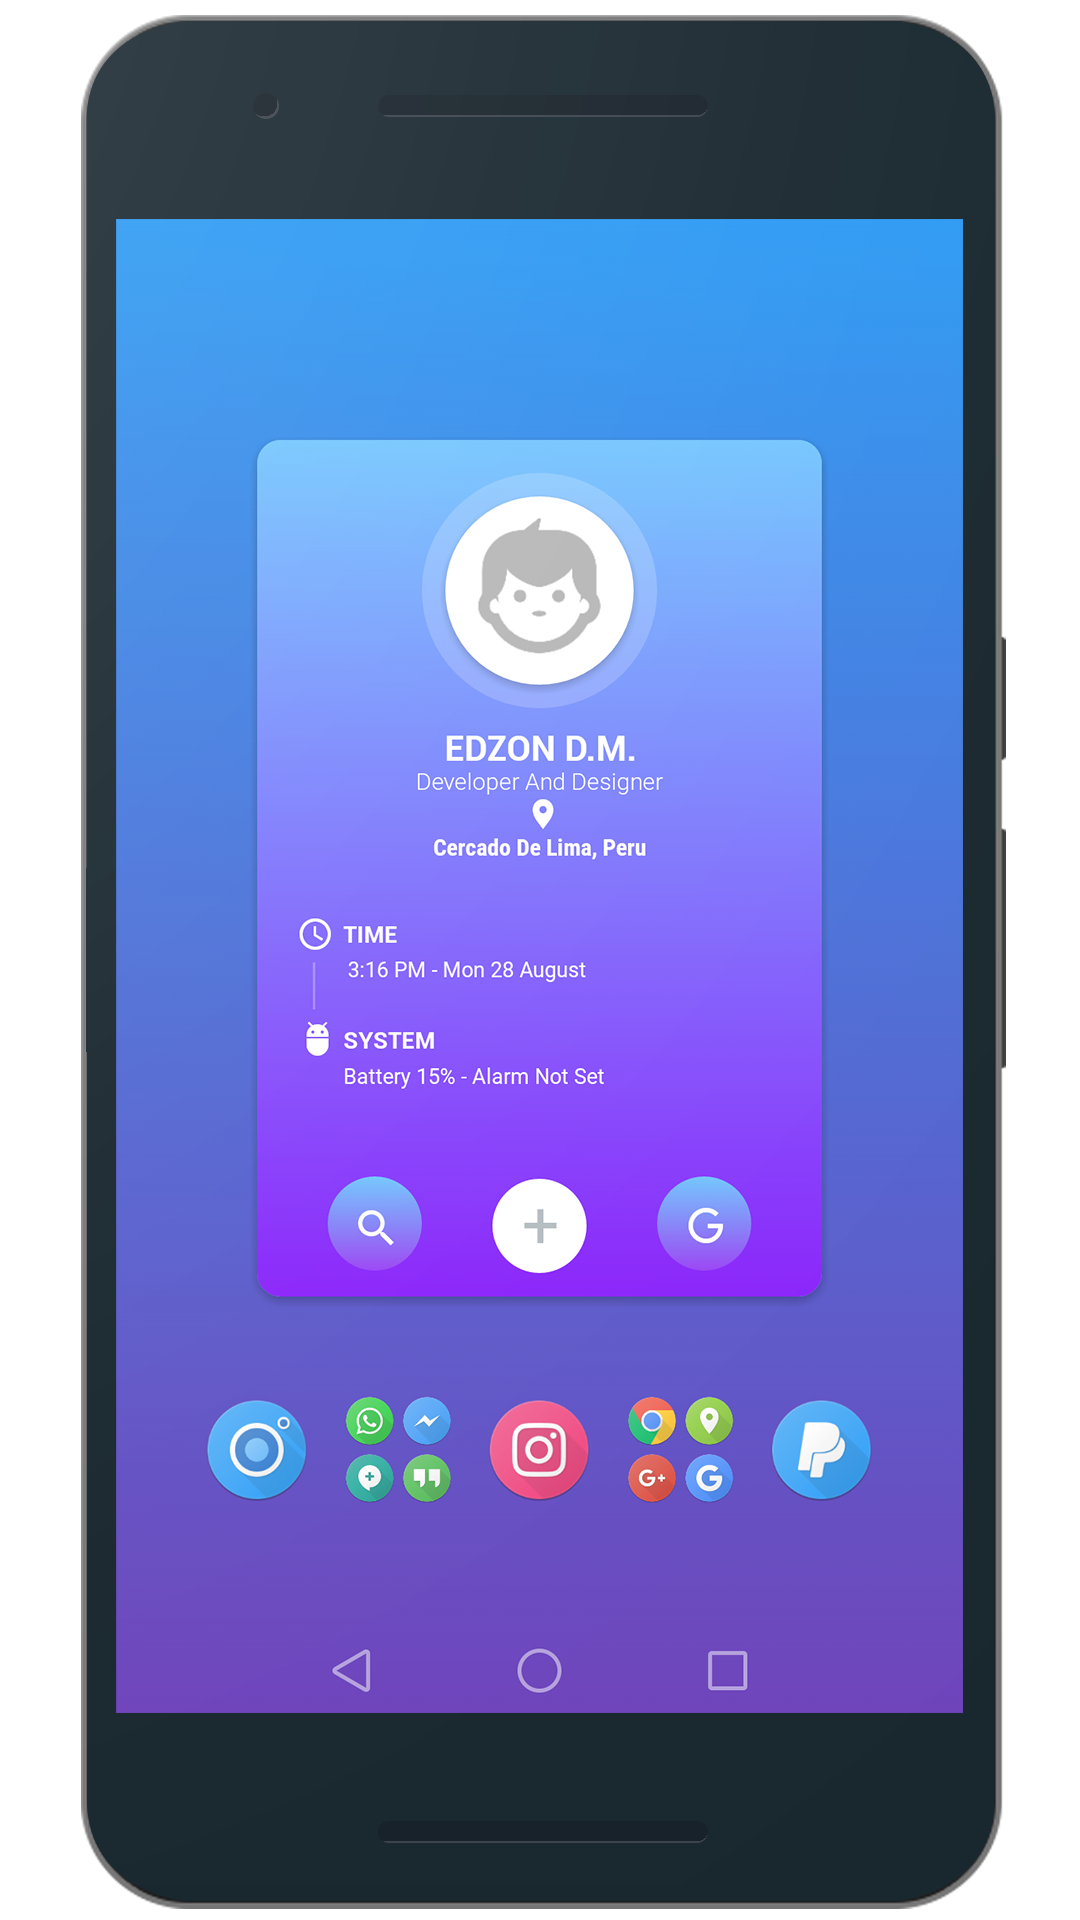 EDZON D.M.
Developer And Designer
Cercado De Lima, Peru
TIME
3:16 PM - Mon 28 August
SYSTEM
Battery 15% - Alarm Not Set